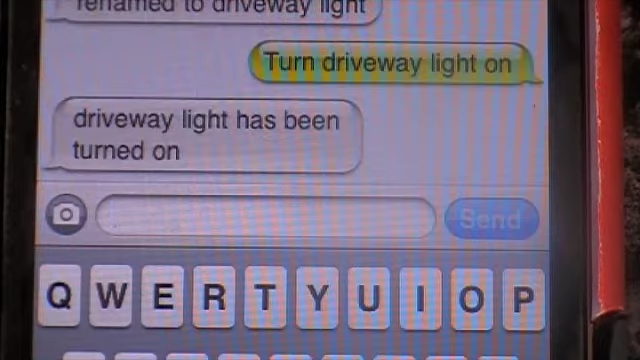 renamed to driveway light
Turn driveway light on
driveway light has been
turned on
Send
Q W E R T Y U I O P